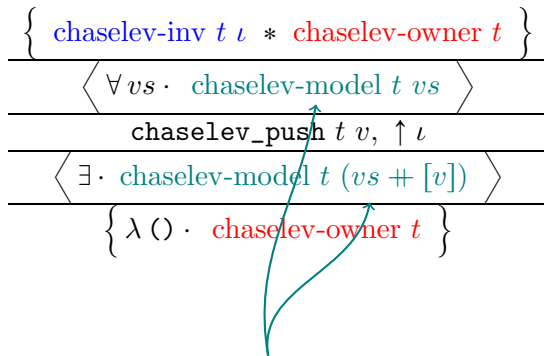 { chaselev-inv t ι * chaselev-owner t }
⟨ ∀ vs · chaselev-model t vs ⟩
chaselev_push t v, ↑ ι
⟨ ∃ · chaselev-model t (vs ⧺ [v]) ⟩
{ λ () · chaselev-owner t }